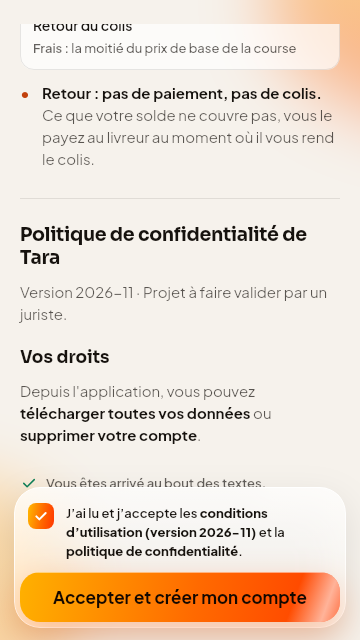 Retour du colis
Frais : la moitié du prix de base de la course
• Retour : pas de paiement, pas de colis.
Ce que votre solde ne couvre pas, vous le
payez au livreur au moment où il vous rend
le colis.
Politique de confidentialité de
Tara
Version 2026-11 · Projet à faire valider par un
juriste.
Vos droits
Depuis l'application, vous pouvez
télécharger toutes vos données ou
supprimer votre compte.
Vous êtes arrivé au bout des textes.
J'ai lu et j'accepte les conditions
d'utilisation (version 2026-11) et la
politique de confidentialité.
Accepter et créer mon compte